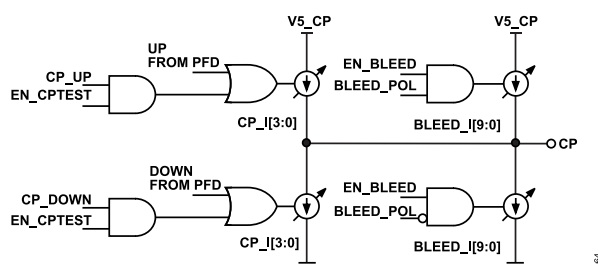 V5_CP
V5_CP
UP
FROM PFD
EN_BLEED
CP_UP
BLEED_POL
EN_CPTEST
CP_I[3:0]
BLEED_I[9:0]
CP
DOWN
FROM PFD
EN_BLEED
CP_DOWN
BLEED_POL
EN_CPTEST
CP_I[3:0]
BLEED_I[9:0]